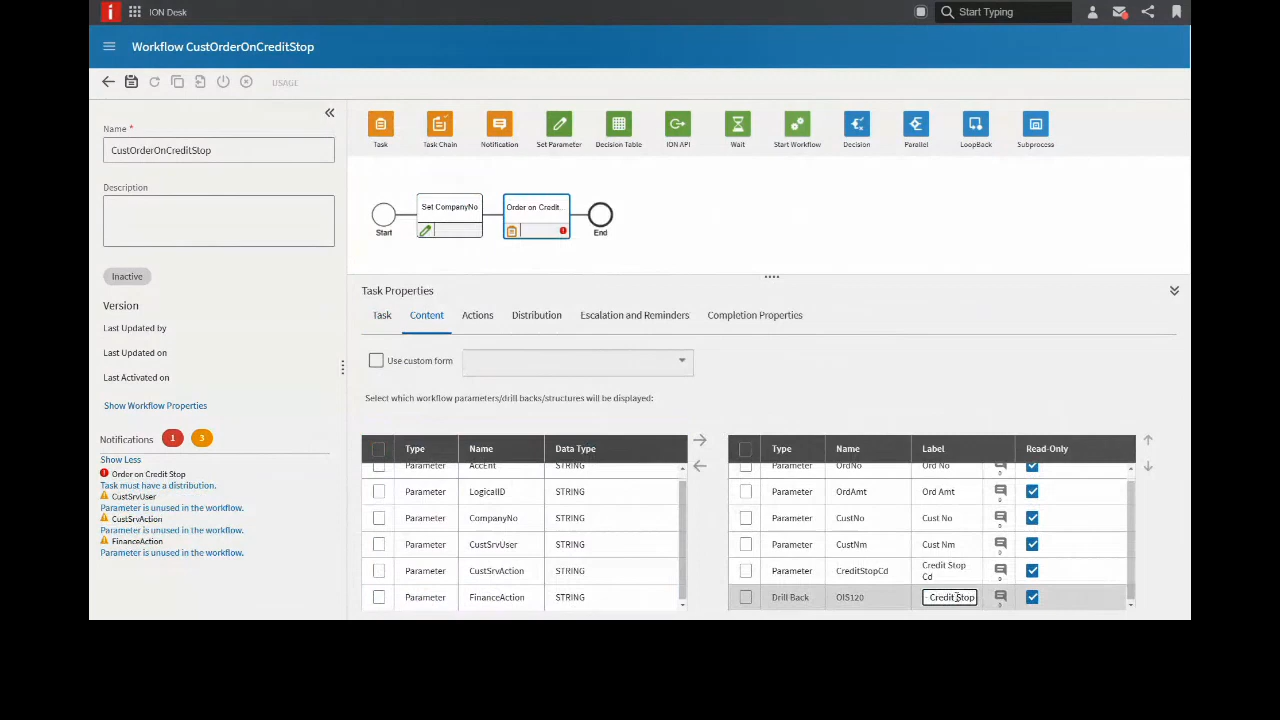 ION Desk
Start Typing
Workflow CustOrderOnCreditStop
USAGE
Name *
CustOrderOnCreditStop
Description
Inactive
Version
Last Updated by
Last Updated on
Last Activated on
Show Workflow Properties
Notifications 1 3
Show Less
Order on Credit Stop
Task must have a distribution.
CustSrvUser
Parameter is unused in the workflow.
CustSrvAction
Parameter is unused in the workflow.
FinanceAction
Parameter is unused in the workflow.
Task Task Chain Notification Set Parameter Decision Table ION API Wait Start Workflow Decision Parallel LoopBack Subprocess
Start
Set CompanyNo
Order on Credit...
End
Task Properties
Task Content Actions Distribution Escalation and Reminders Completion Properties
Use custom form
Select which workflow parameters/drill backs/structures will be displayed:
Type Name Data Type
Parameter AccEnt STRING
Parameter LogicalID STRING
Parameter CompanyNo STRING
Parameter CustSrvUser STRING
Parameter CustSrvAction STRING
Parameter FinanceAction STRING
Type Name Label Read-Only
Parameter OrdNo Ord No 0
Parameter OrdAmt Ord Amt 0
Parameter CustNo Cust No 0
Parameter CustNm Cust Nm 0
Parameter CreditStopCd Credit Stop Cd 0
Drill Back OIS120 - Credit Stop 0